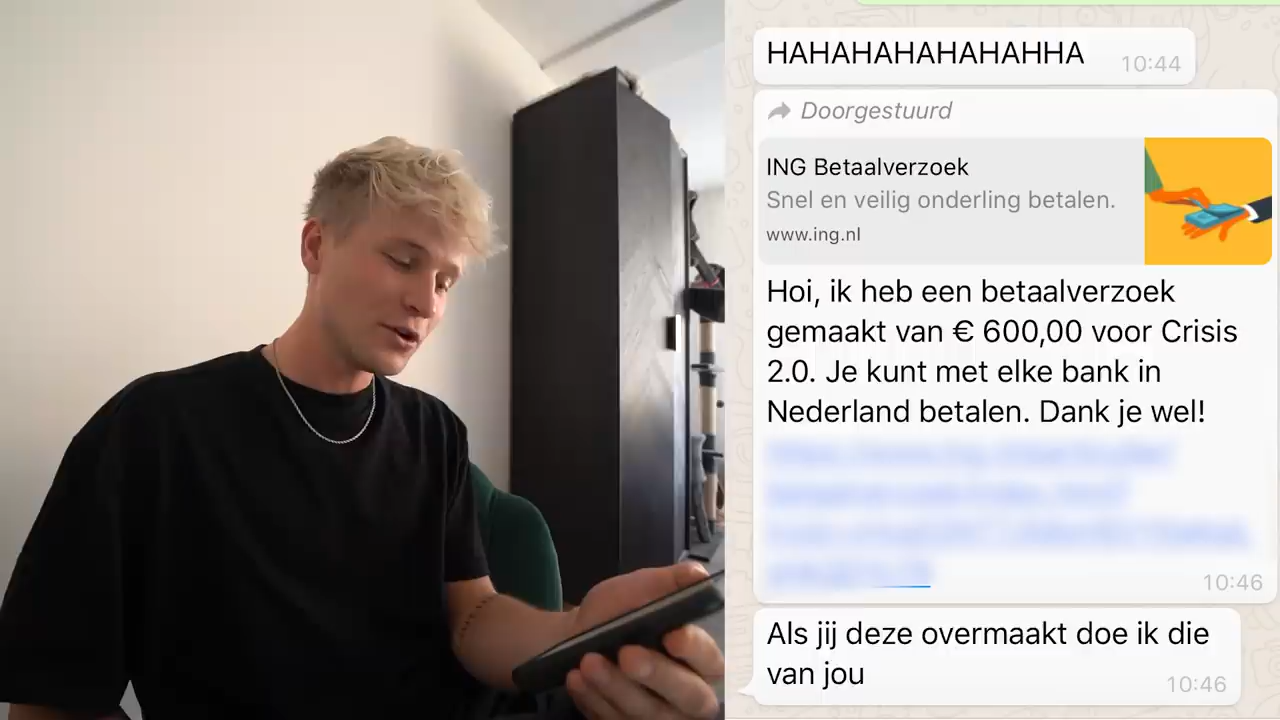 HAHAHAHAHAHAHHA
10:44
Doorgestuurd
ING Betaalverzoek
Snel en veilig onderling betalen.
www.ing.nl
Hoi, ik heb een betaalverzoek
gemaakt van € 600,00 voor Crisis
2.0. Je kunt met elke bank in
Nederland betalen. Dank je wel!
10:46
Als jij deze overmaakt doe ik die
van jou
10:46